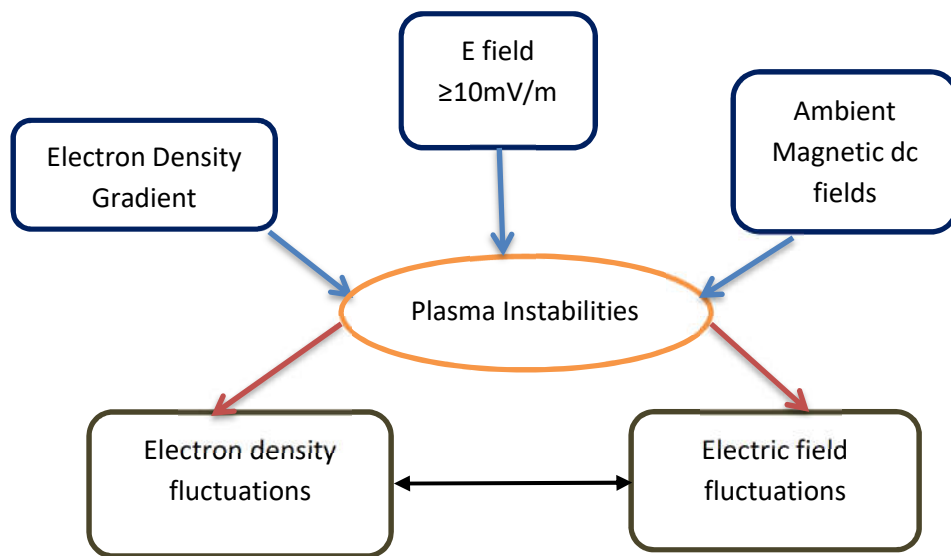 E field
≥10mV/m
Electron Density
Gradient
Ambient
Magnetic dc
fields
Plasma Instabilities
Electron density
fluctuations
Electric field
fluctuations